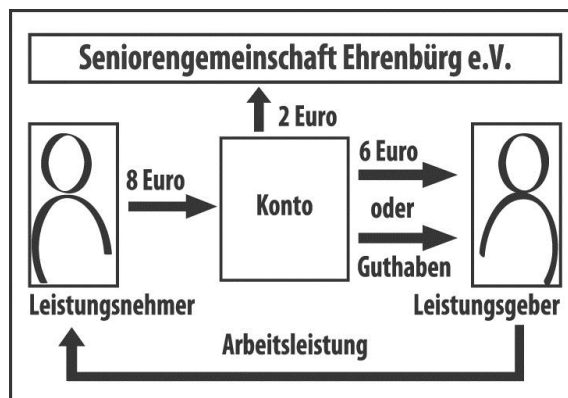 Seniorengemeinschaft Ehrenbürg e.V.
2 Euro
8 Euro
Konto
6 Euro
oder
Guthaben
Leistungsnehmer
Leistungsgeber
Arbeitsleistung